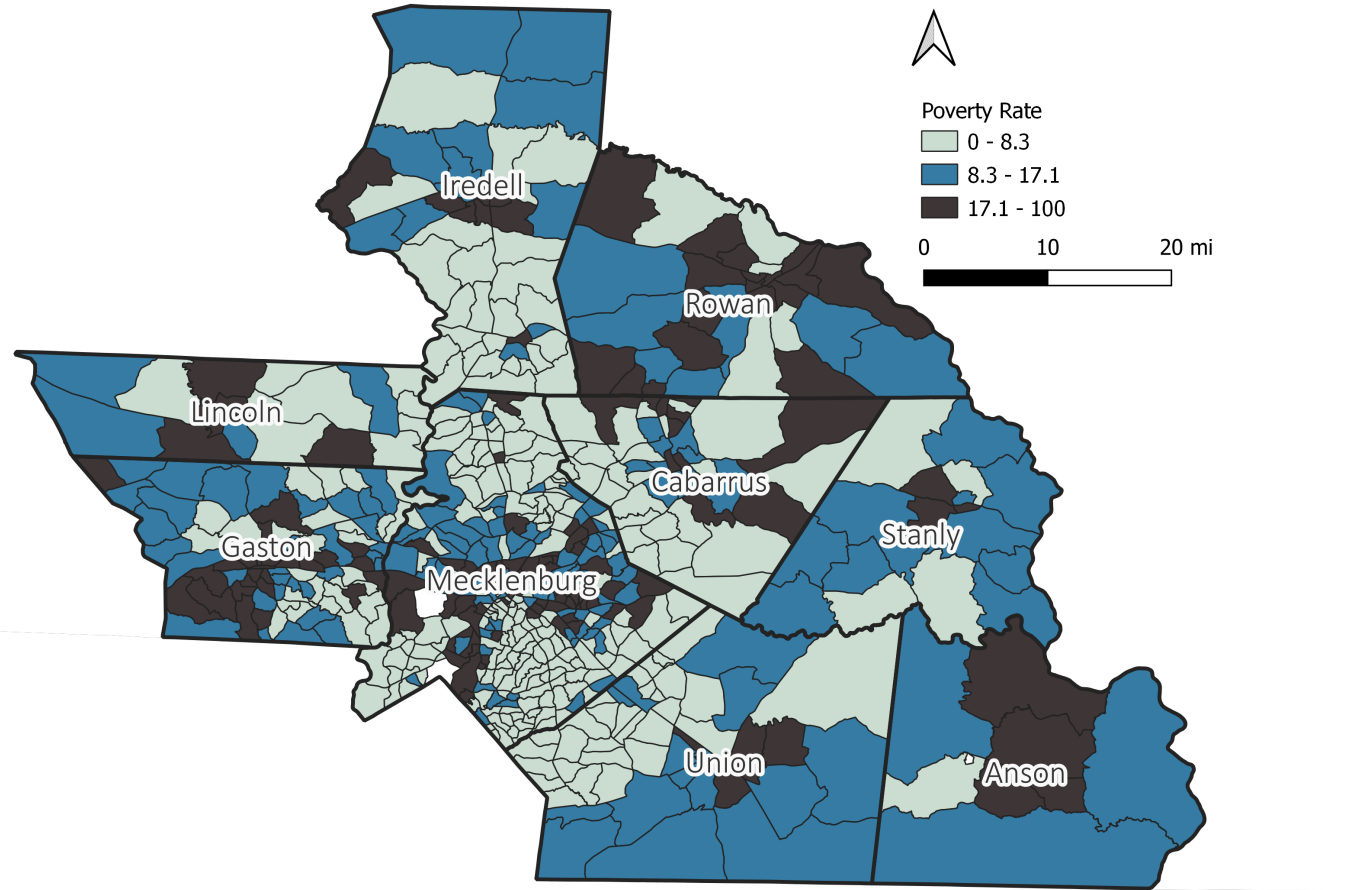 Poverty Rate
0 - 8.3
8.3 - 17.1
17.1 - 100
0 10 20 mi
Iredell
Rowan
Lincoln
Cabarrus
Stanly
Gaston
Mecklenburg
Union
Anson